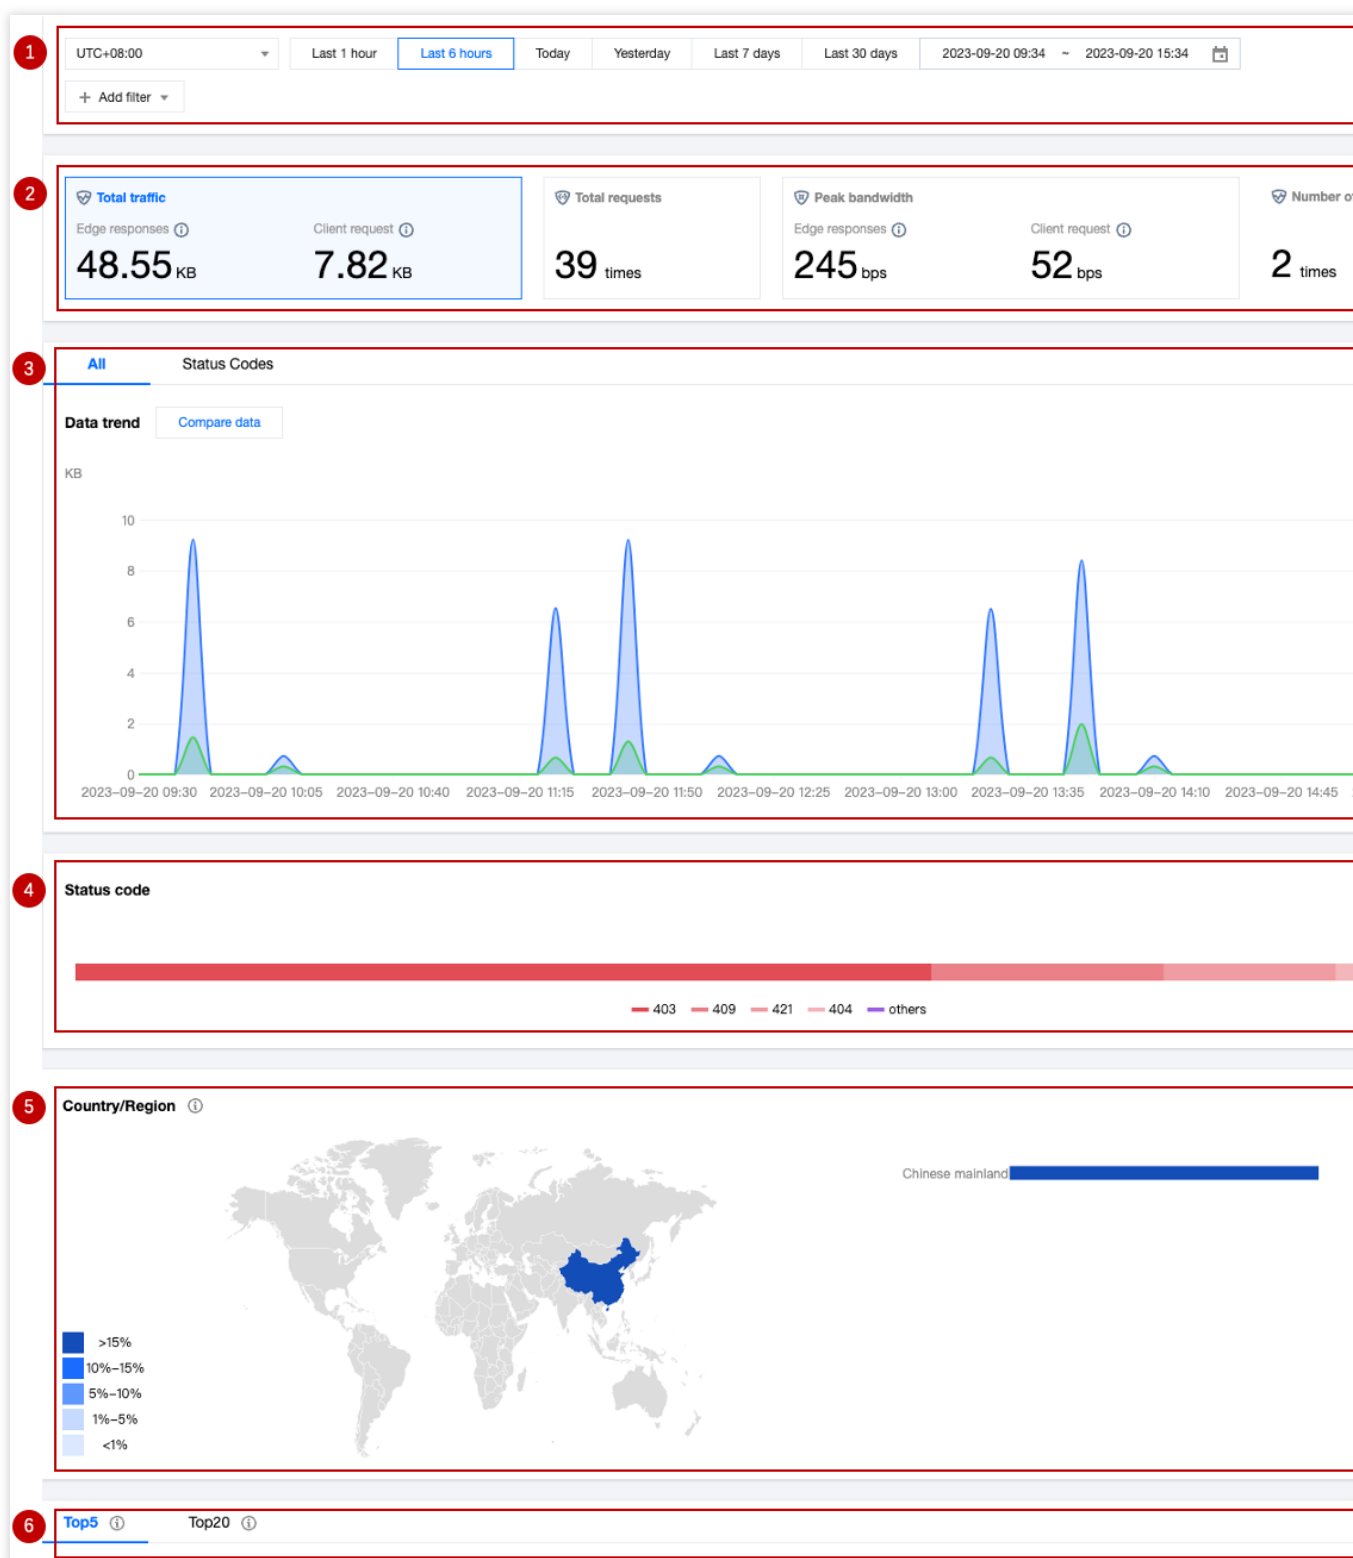 1
UTC+08:00 Last 1 hour Last 6 hours Today Yesterday Last 7 days Last 30 days 2023-09-20 09:34 ~ 2023-09-20 15:34
+ Add filter
2
Total traffic Total requests Peak bandwidth Number o
Edge responses Client request Edge responses Client request
48.55 KB 7.82 KB 39 times 245 bps 52 bps 2 times
3
All Status Codes
Data trend Compare data
KB
10
8
6
4
2
0
2023-09-20 09:30 2023-09-20 10:05 2023-09-20 10:40 2023-09-20 11:15 2023-09-20 11:50 2023-09-20 12:25 2023-09-20 13:00 2023-09-20 13:35 2023-09-20 14:10 2023-09-20 14:45
4
Status code
403 409 421 404 others
5
Country/Region
Chinese mainland
>15%
10%-15%
5%-10%
1%-5%
<1%
6
Top5 Top20